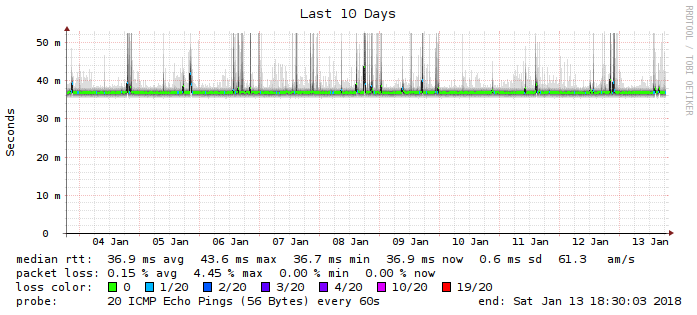 Last 10 Days
RRDTOOL / TOBI OETIKER
Seconds
50 m
40 m
30 m
20 m
10 m
0
04 Jan 05 Jan 06 Jan 07 Jan 08 Jan 09 Jan 10 Jan 11 Jan 12 Jan 13 Jan
median rtt: 36.9 ms avg 43.6 ms max 36.7 ms min 36.9 ms now 0.6 ms sd 61.3 am/s
packet loss: 0.15 % avg 4.45 % max 0.00 % min 0.00 % now
loss color: 0 1/20 2/20 3/20 4/20 10/20 19/20
probe: 20 ICMP Echo Pings (56 Bytes) every 60s end: Sat Jan 13 18:30:03 2018